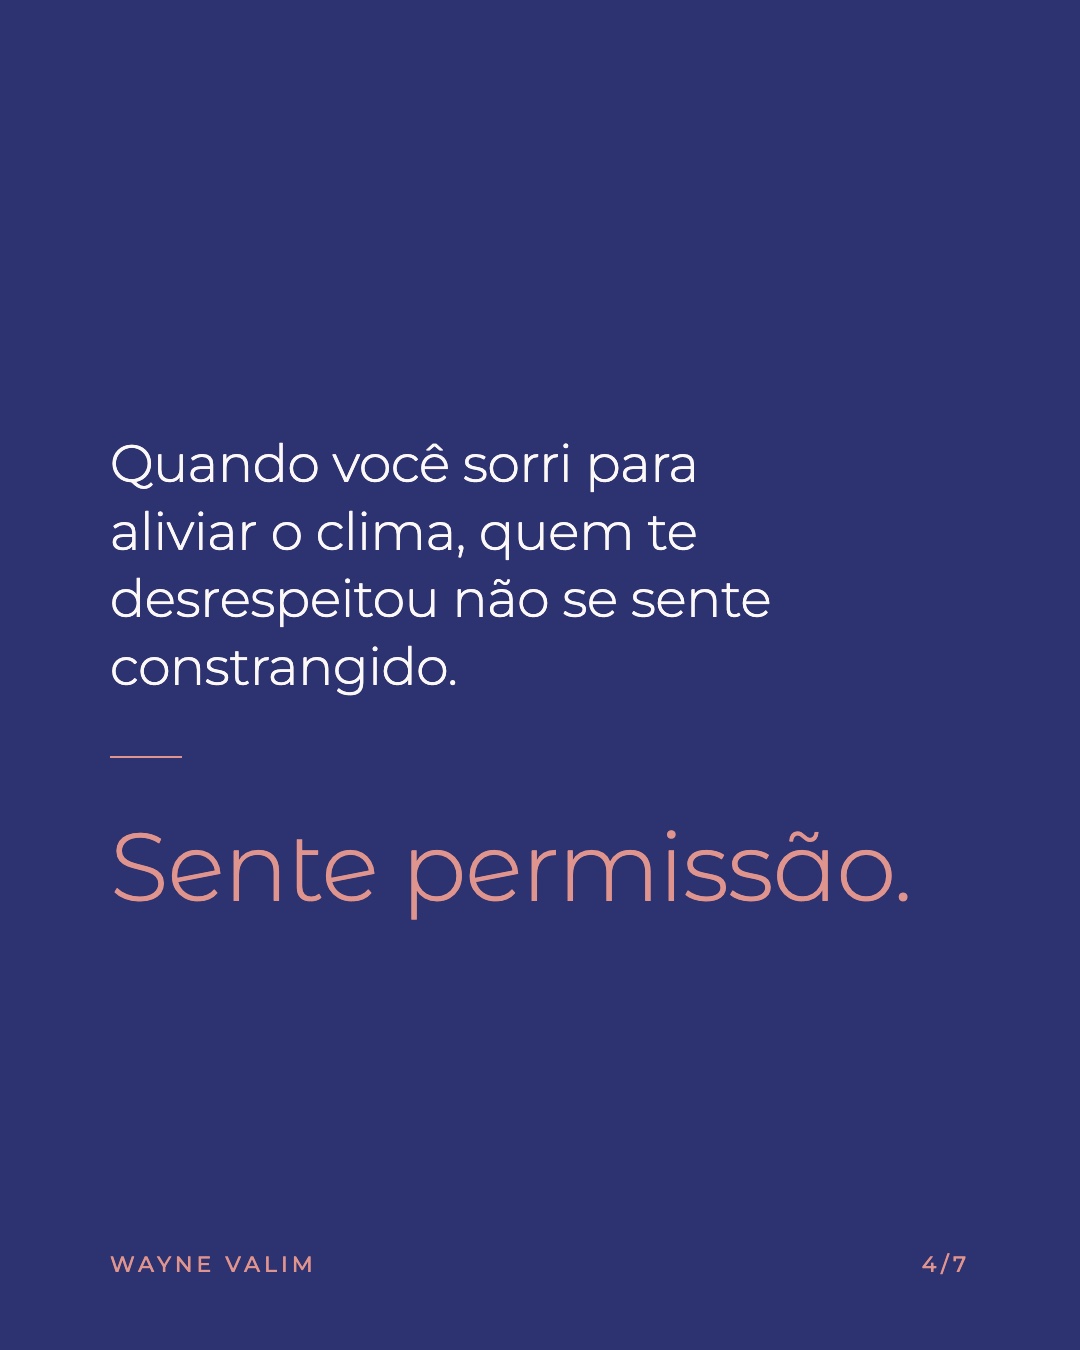 Quando você sorri para
aliviar o clima, quem te
desrespeitou não se sente
constrangido.
Sente permissão.
WAYNE VALIM
4/7